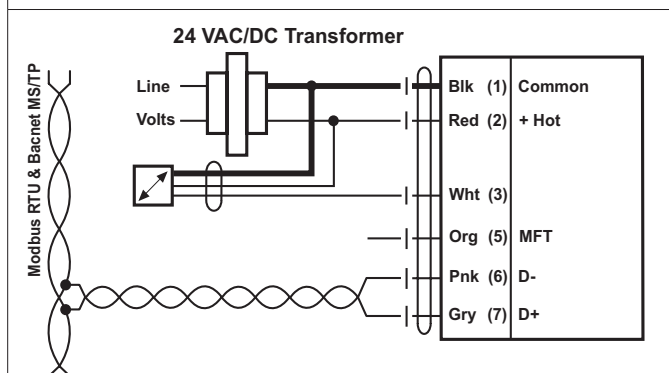 24 VAC/DC Transformer
Modbus RTU & Bacnet MS/TP
Line
Volts
Blk (1) Common
Red (2) + Hot
Wht (3)
Org (5) MFT
Pnk (6) D-
Gry (7) D+